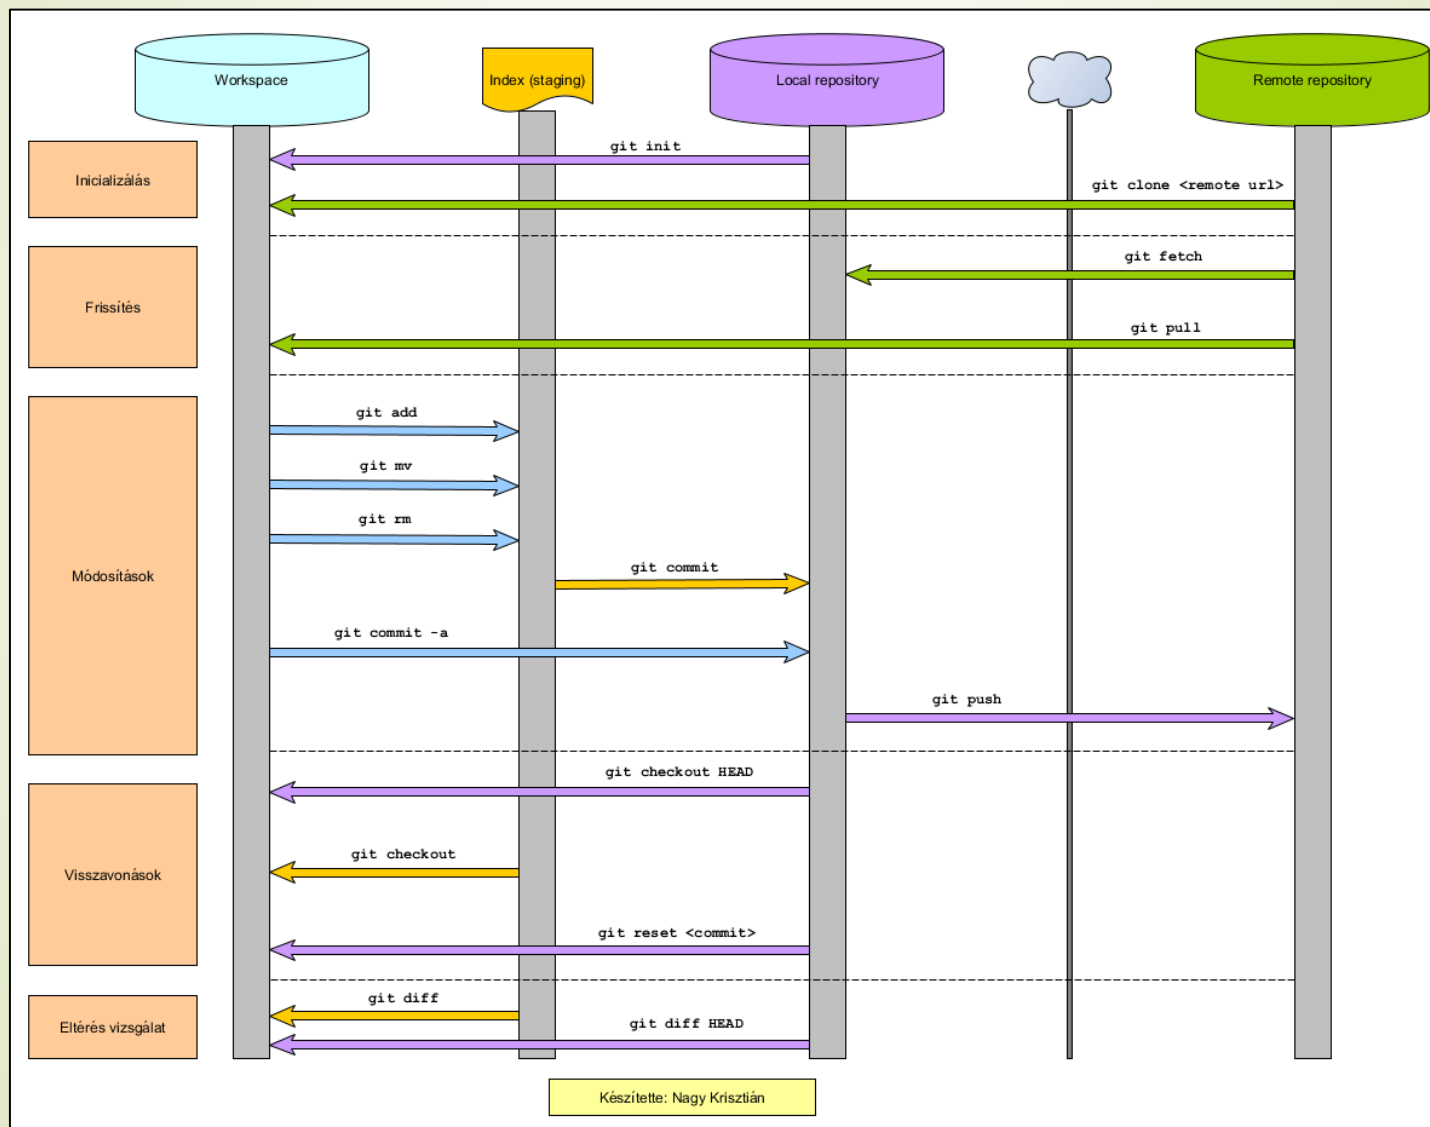 Workspace
Index (staging)
Local repository
Remote repository
Inicializálás
git init
git clone <remote url>
Frissítés
git fetch
git pull
Módosítások
git add
git mv
git rm
git commit
git commit -a
git push
Visszavonások
git checkout HEAD
git checkout
git reset <commit>
Eltérés vizsgálat
git diff
git diff HEAD
Készítette: Nagy Krisztián